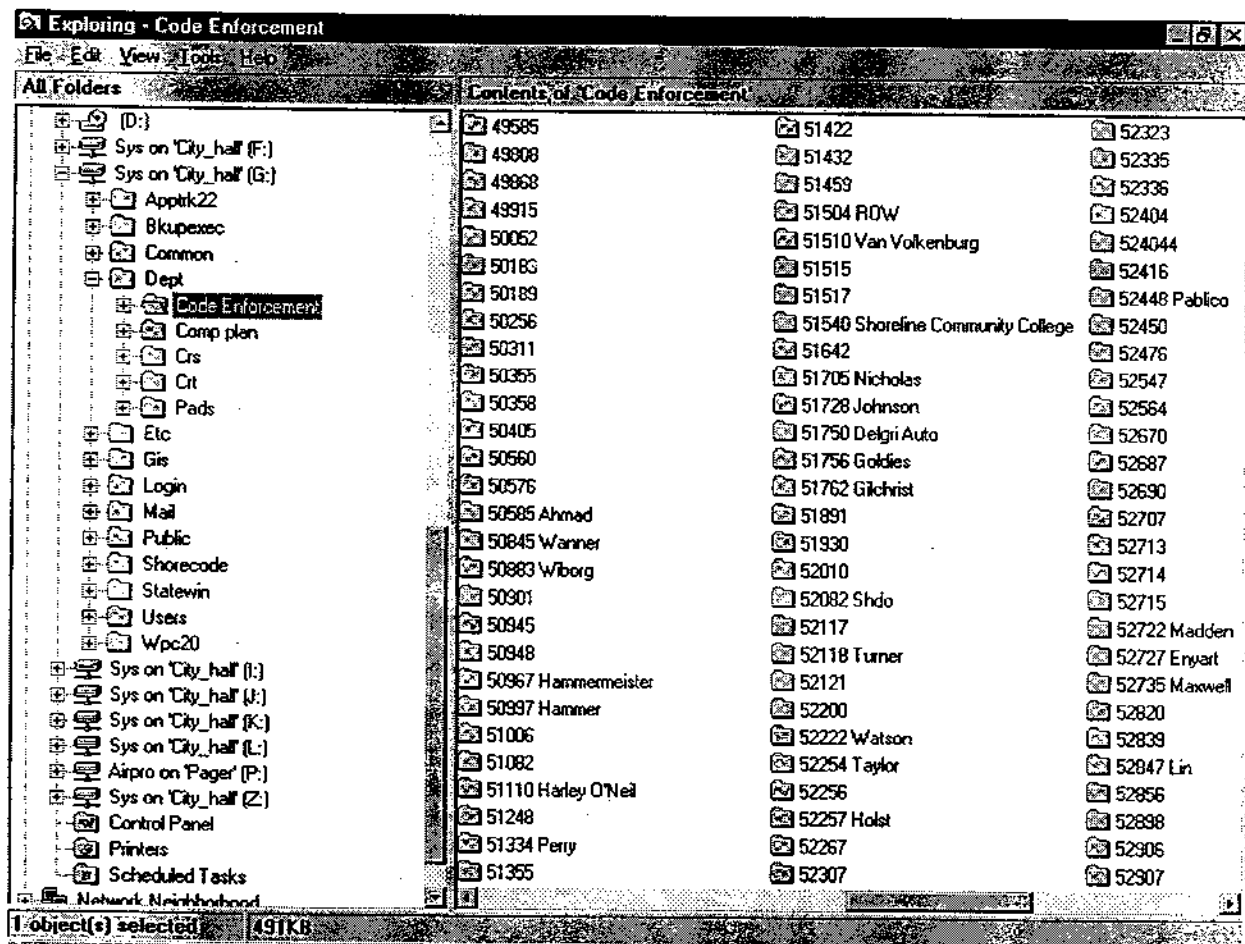 Exploring - Code Enforcement
File Edit View Tools Help
All Folders
Contents of 'Code Enforcement'
(D:)
Sys on 'City_hall' (F:)
Sys on 'City_hall' (G:)
Apptrk22
Bkupexec
Common
Dept
Code Enforcement
Comp plan
Crs
Crt
Pads
Etc
Gis
Login
Mail
Public
Shorecode
Statewin
Users
Wpc20
Sys on 'City_hall' (I:)
Sys on 'City_hall' (J:)
Sys on 'City_hall' (K:)
Sys on 'City_hall' (L:)
Airpro on 'Pager' (P:)
Sys on 'City_hall' (Z:)
Control Panel
Printers
Scheduled Tasks
Network Neighborhood
49585
49808
49868
49915
50052
50183
50189
50256
50311
50355
50358
50405
50560
50576
50585 Ahmad
50845 Wanner
50883 Wiborg
50901
50945
50948
50967 Hammermeister
50997 Hammer
51006
51082
51110 Harley O'Neil
51248
51334 Perry
51355
51422
51432
51459
51504 ROW
51510 Van Volkenburg
51515
51517
51540 Shoreline Community College
51642
51705 Nicholas
51728 Johnson
51750 Delgri Auto
51756 Goldies
51762 Gilchrist
51891
51930
52010
52082 Shdo
52117
52118 Turner
52121
52200
52222 Watson
52254 Taylor
52256
52257 Holst
52267
52307
52323
52335
52336
52404
524044
52416
52448 Pablico
52450
52476
52547
52564
52670
52687
52690
52707
52713
52714
52715
52722 Madden
52727 Enyart
52735 Maxwell
52820
52839
52847 Lin
52856
52898
52906
52907
1 object(s) selected
491KB